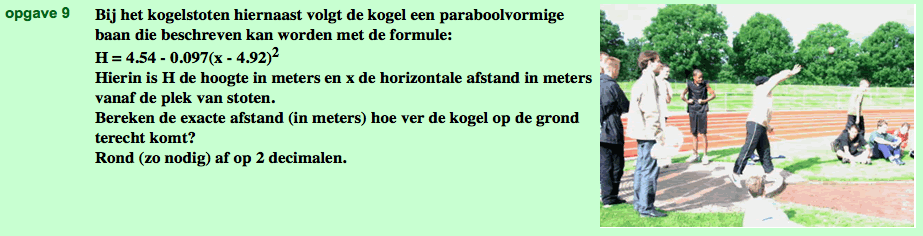 opgave 9
Bij het kogelstoten hiernaast volgt de kogel een paraboolvormige
baan die beschreven kan worden met de formule:
H = 4.54 - 0.097(x - 4.92)²
Hierin is H de hoogte in meters en x de horizontale afstand in meters
vanaf de plek van stoten.
Bereken de exacte afstand (in meters) hoe ver de kogel op de grond
terecht komt?
Rond (zo nodig) af op 2 decimalen.